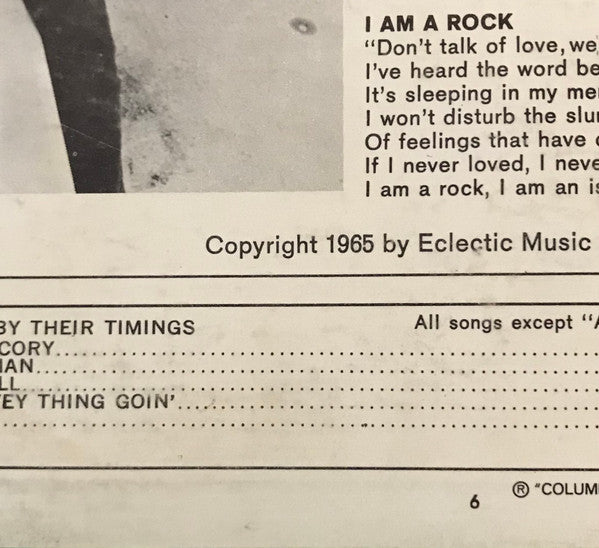 I AM A ROCK
"Don't talk of love, we
I've heard the word be
It's sleeping in my me
I won't disturb the slu
Of feelings that have
If I never loved, I neve
I am a rock, I am an is
Copyright 1965 by Eclectic Music
BY THEIR TIMINGS
All songs except "A
CORY
IAN
LL
EY THING GOIN'
6
® "COLUM